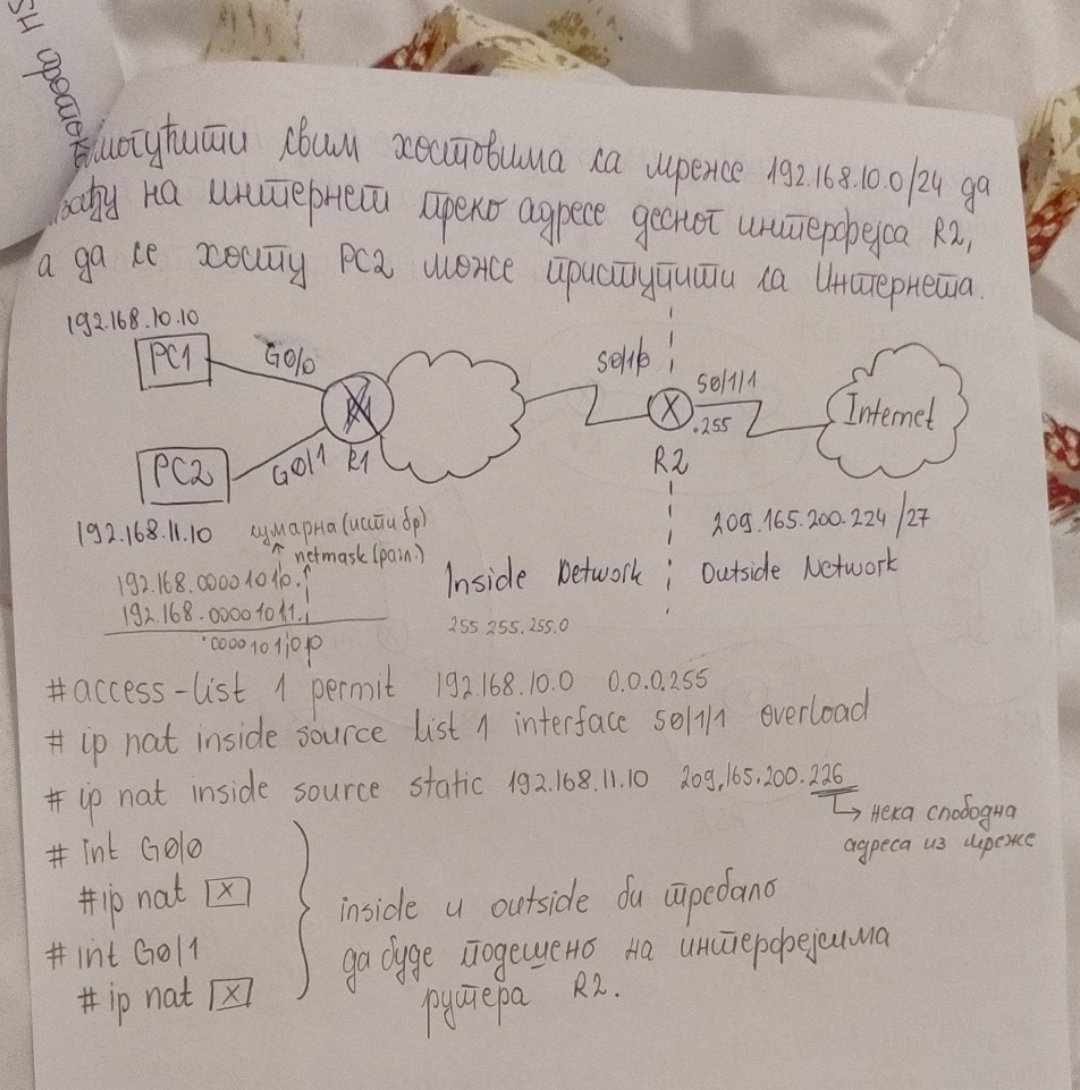 SH проток
могућити свим хостовима са мреже 192.168.10.0/24 да
на интернет преко адресе десног интерфејса R2,
а да се хосту PC2 може приступити са Интернета.
192.168.10.10
PC1
G0/0
S0/1/0
S0/1/1
.255
Internet
PC2
G0/1
R1
X
R2
192.168.11.10
сумарна (исти бр)
netmask (разл.)
209.165.200.224 /27
192.168.00001010.
192.168.00001011.
.0000101|0|0
Inside Network
Outside Network
255.255.255.0
#access-list 1 permit 192.168.10.0 0.0.0.255
# ip nat inside source list 1 interface S0/1/1 overload
# ip nat inside source static 192.168.11.10 209.165.200.226
→ нека слободна
адреса из мреже
# int G0/0
#ip nat X
# int G0/1
# ip nat X
inside и outside би требало
да буде подешено на интерфејсима
рутера R2.